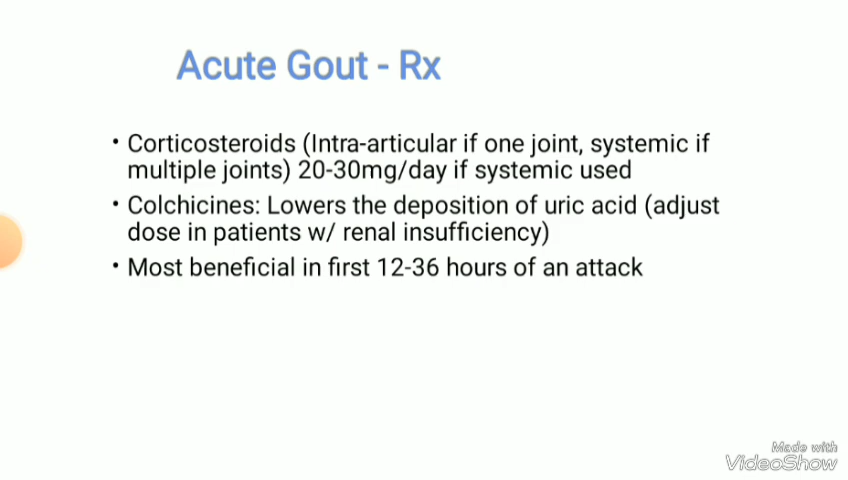 Acute Gout - Rx
• Corticosteroids (Intra-articular if one joint, systemic if
multiple joints) 20-30mg/day if systemic used
• Colchicines: Lowers the deposition of uric acid (adjust
dose in patients w/ renal insufficiency)
• Most beneficial in first 12-36 hours of an attack
Made with
VideoShow